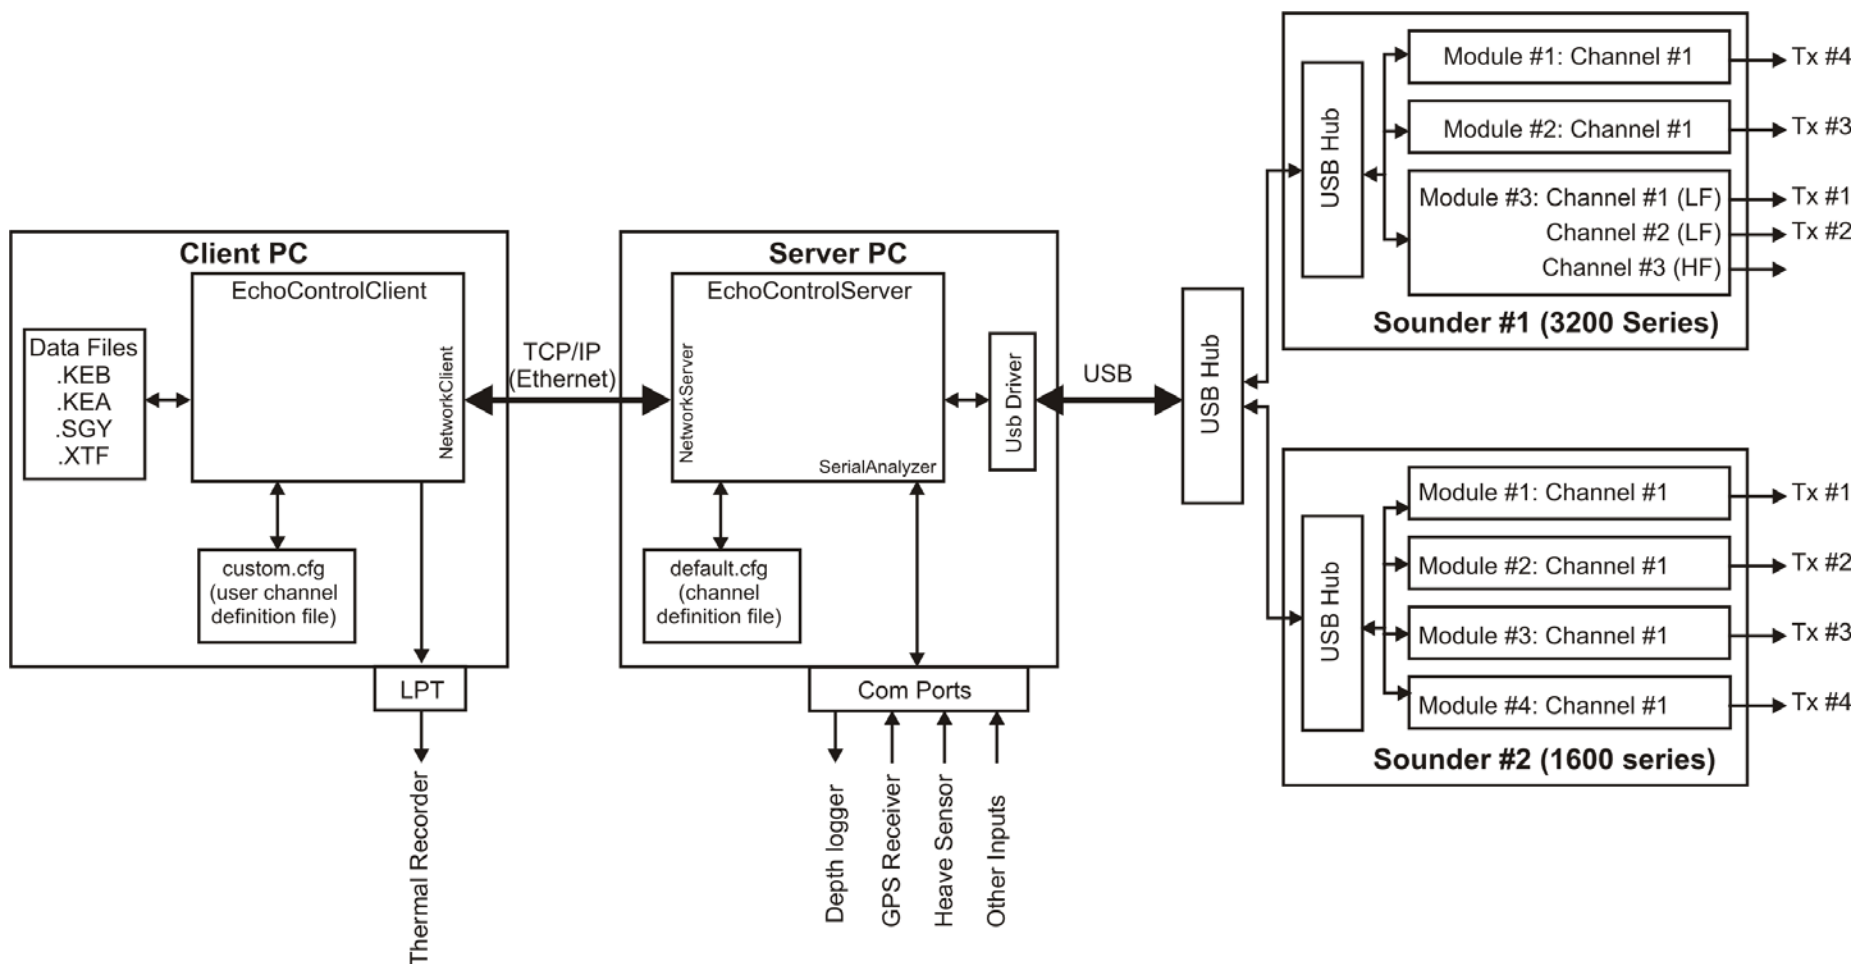 Client PC
EchoControlClient
Data Files
.KEB
.KEA
.SGY
.XTF
NetworkClient
custom.cfg
(user channel
definition file)
LPT
Thermal Recorder
TCP/IP
(Ethernet)
Server PC
EchoControlServer
NetworkServer
SerialAnalyzer
Usb Driver
default.cfg
(channel
definition file)
Com Ports
Depth logger
GPS Receiver
Heave Sensor
Other Inputs
USB
USB Hub
USB Hub
Module #1: Channel #1
Tx #4
Module #2: Channel #1
Tx #3
Module #3: Channel #1 (LF)
Tx #1
Channel #2 (LF)
Tx #2
Channel #3 (HF)
Sounder #1 (3200 Series)
USB Hub
Module #1: Channel #1
Tx #1
Module #2: Channel #1
Tx #2
Module #3: Channel #1
Tx #3
Module #4: Channel #1
Tx #4
Sounder #2 (1600 series)